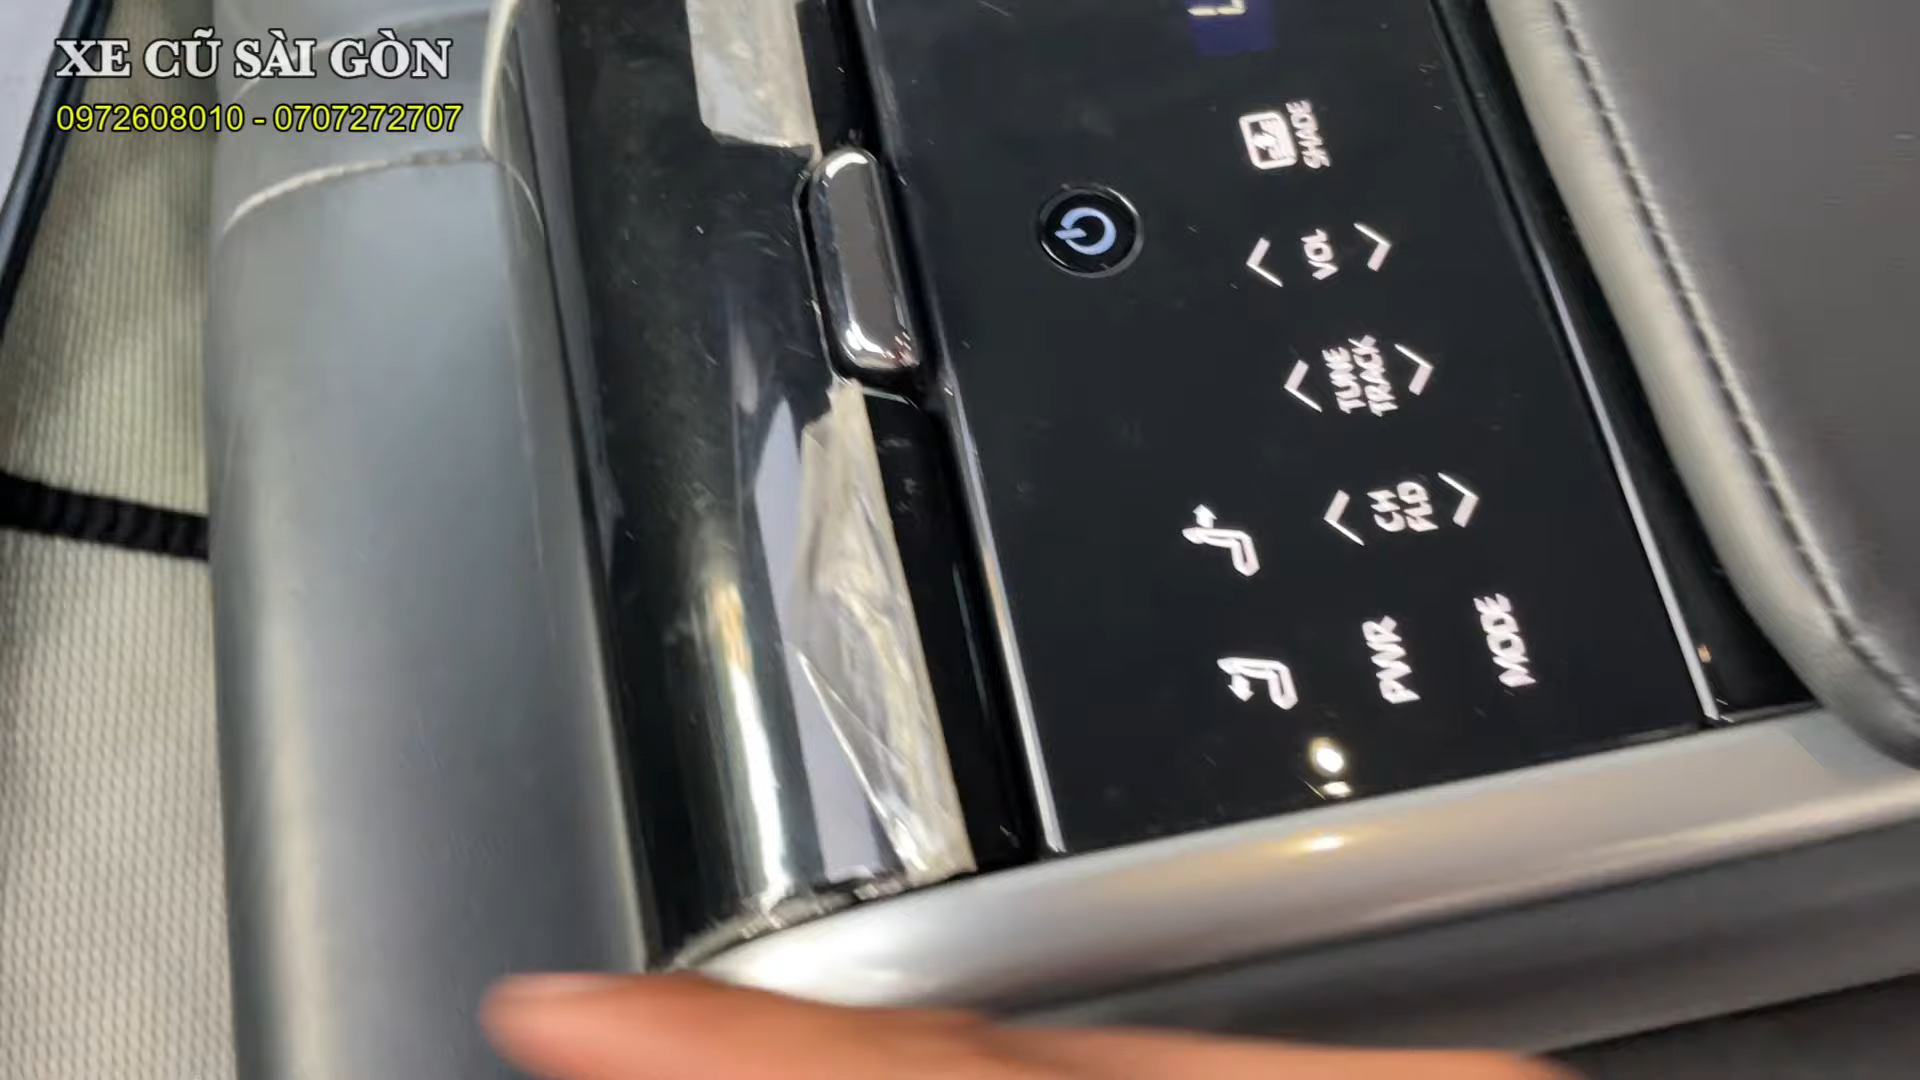 XE CŨ SÀI GÒN
0972608010 - 0707272707
SHADE
VOL
TUNE
TRACK
CH
FLD
PWR
MODE